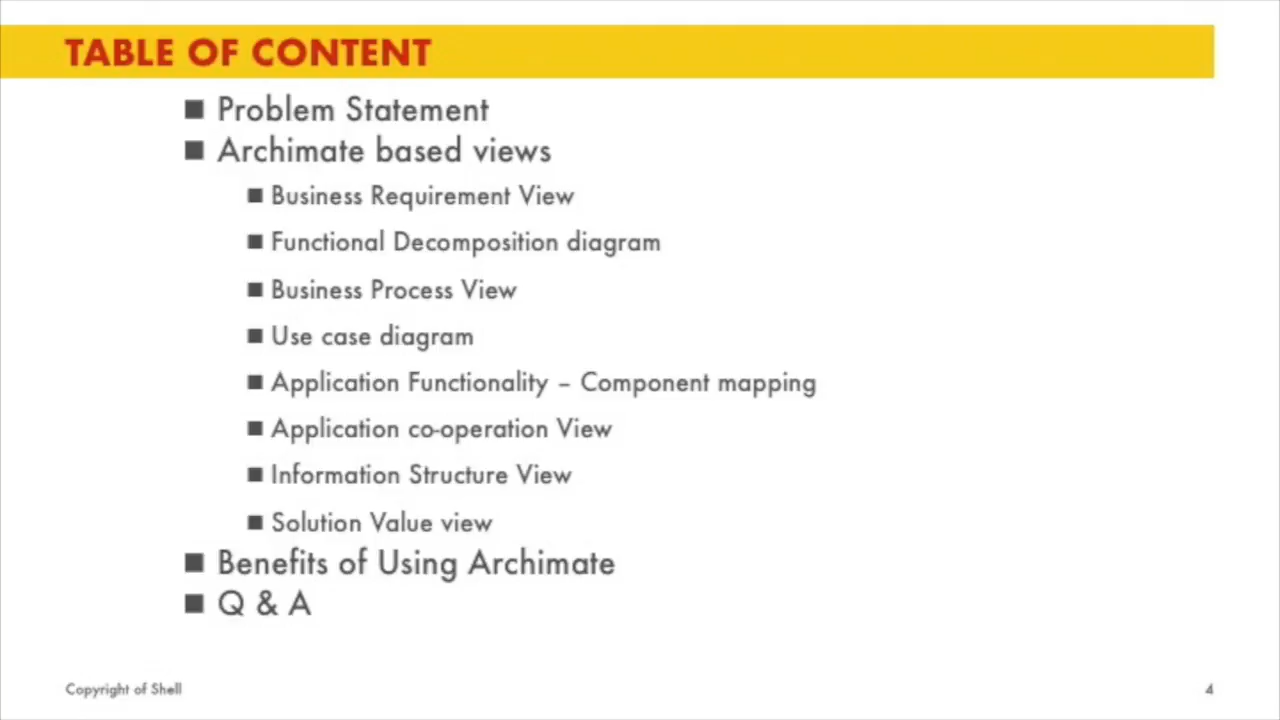 TABLE OF CONTENT
Problem Statement
Archimate based views
Business Requirement View
Functional Decomposition diagram
Business Process View
Use case diagram
Application Functionality – Component mapping
Application co-operation View
Information Structure View
Solution Value view
Benefits of Using Archimate
Q & A
Copyright of Shell
4